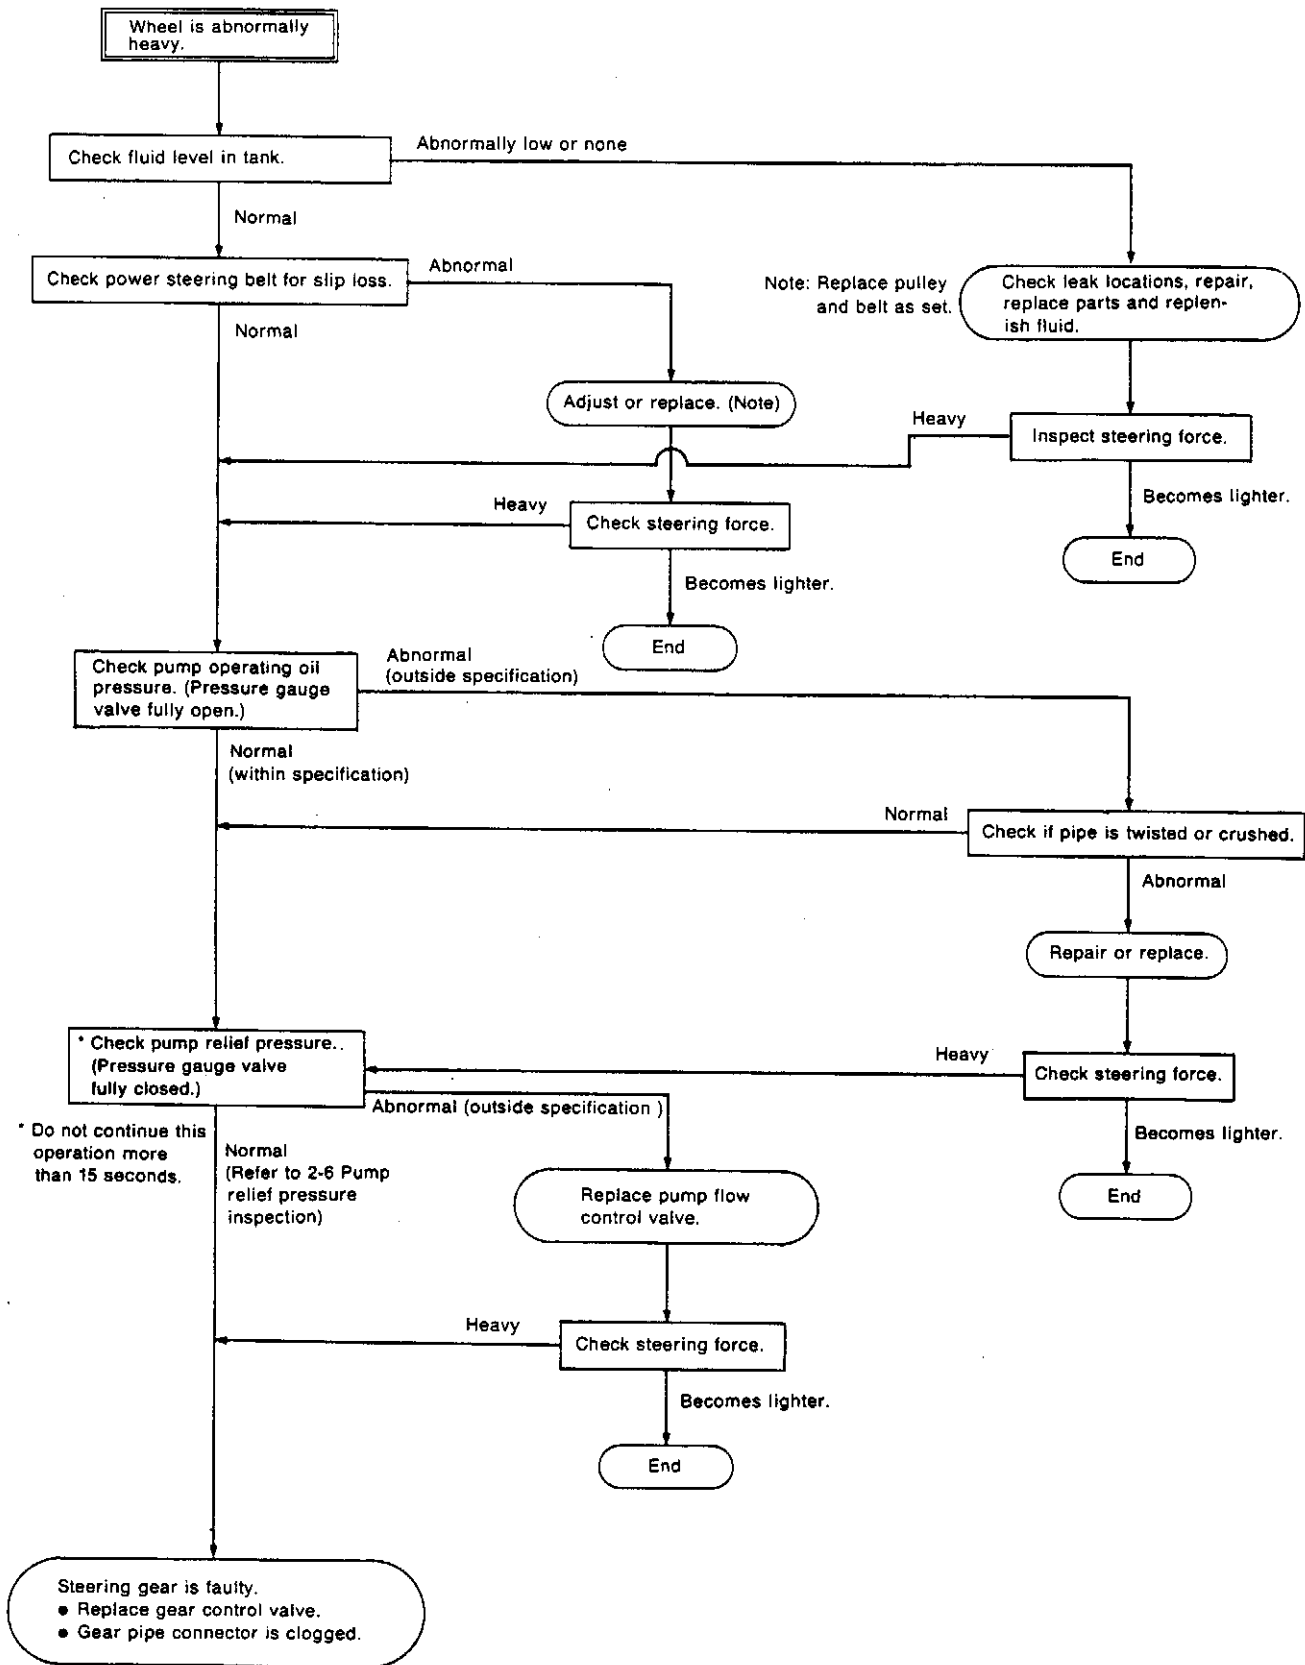 Wheel is abnormally
heavy.
Check fluid level in tank.
Abnormally low or none
Normal
Check power steering belt for slip loss.
Abnormal
Normal
Note: Replace pulley
and belt as set.
Check leak locations, repair,
replace parts and replen-
ish fluid.
Adjust or replace. (Note)
Heavy
Inspect steering force.
Becomes lighter.
End
Heavy
Check steering force.
Becomes lighter.
End
Check pump operating oil
pressure. (Pressure gauge
valve fully open.)
Abnormal
(outside specification)
Normal
(within specification)
Normal
Check if pipe is twisted or crushed.
Abnormal
Repair or replace.
* Check pump relief pressure..
(Pressure gauge valve
fully closed.)
Heavy
Check steering force.
Becomes lighter.
End
Abnormal (outside specification )
* Do not continue this
operation more
than 15 seconds.
Normal
(Refer to 2-6 Pump
relief pressure
inspection)
Replace pump flow
control valve.
Heavy
Check steering force.
Becomes lighter.
End
Steering gear is faulty.
● Replace gear control valve.
● Gear pipe connector is clogged.